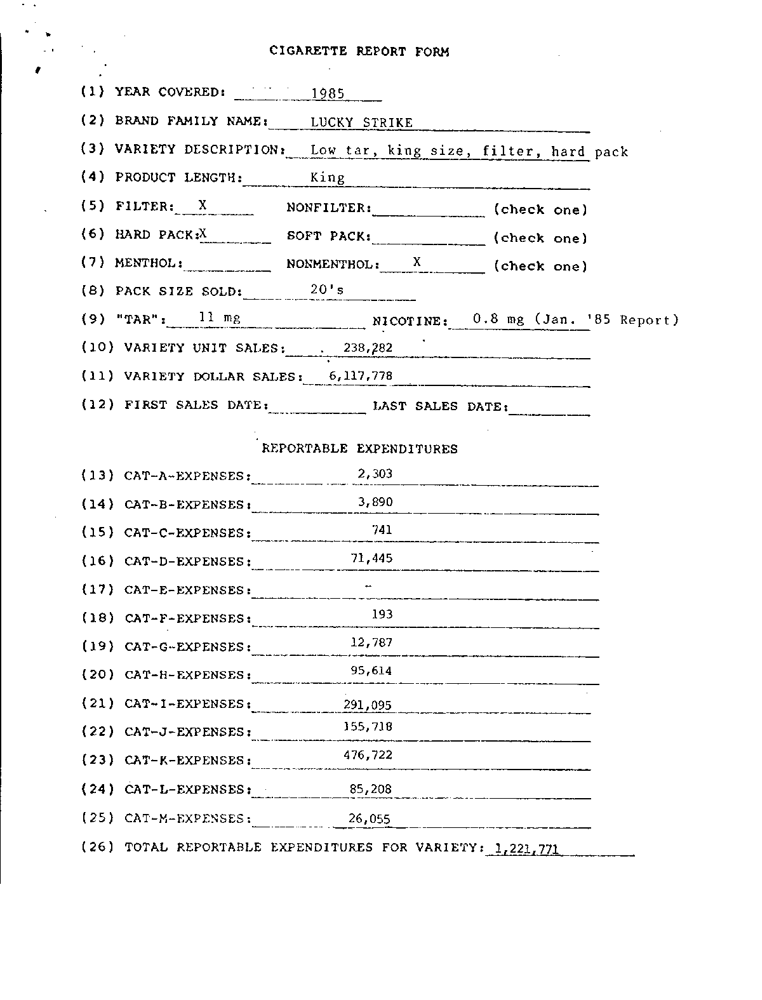 CIGARETTE REPORT FORM
(1) YEAR COVERED: 1985
(2) BRAND FAMILY NAME: LUCKY STRIKE
(3) VARIETY DESCRIPTION: Low tar, king size, filter, hard pack
(4) PRODUCT LENGTH: King
(5) FILTER: X NONFILTER: (check one)
(6) HARD PACK: X SOFT PACK: (check one)
(7) MENTHOL: NONMENTHOL: X (check one)
(8) PACK SIZE SOLD: 20's
(9) "TAR": 11 mg NICOTINE: 0.8 mg (Jan. '85 Report)
(10) VARIETY UNIT SALES: 238,282
(11) VARIETY DOLLAR SALES: 6,117,778
(12) FIRST SALES DATE: LAST SALES DATE:
REPORTABLE EXPENDITURES
(13) CAT-A-EXPENSES: 2,303
(14) CAT-B-EXPENSES: 3,890
(15) CAT-C-EXPENSES: 741
(16) CAT-D-EXPENSES: 71,445
(17) CAT-E-EXPENSES: -
(18) CAT-F-EXPENSES: 193
(19) CAT-G-EXPENSES: 12,787
(20) CAT-H-EXPENSES: 95,614
(21) CAT-I-EXPENSES: 291,095
(22) CAT-J-EXPENSES: 155,718
(23) CAT-K-EXPENSES: 476,722
(24) CAT-L-EXPENSES: 85,208
(25) CAT-M-EXPENSES: 26,055
(26) TOTAL REPORTABLE EXPENDITURES FOR VARIETY: 1,221,771